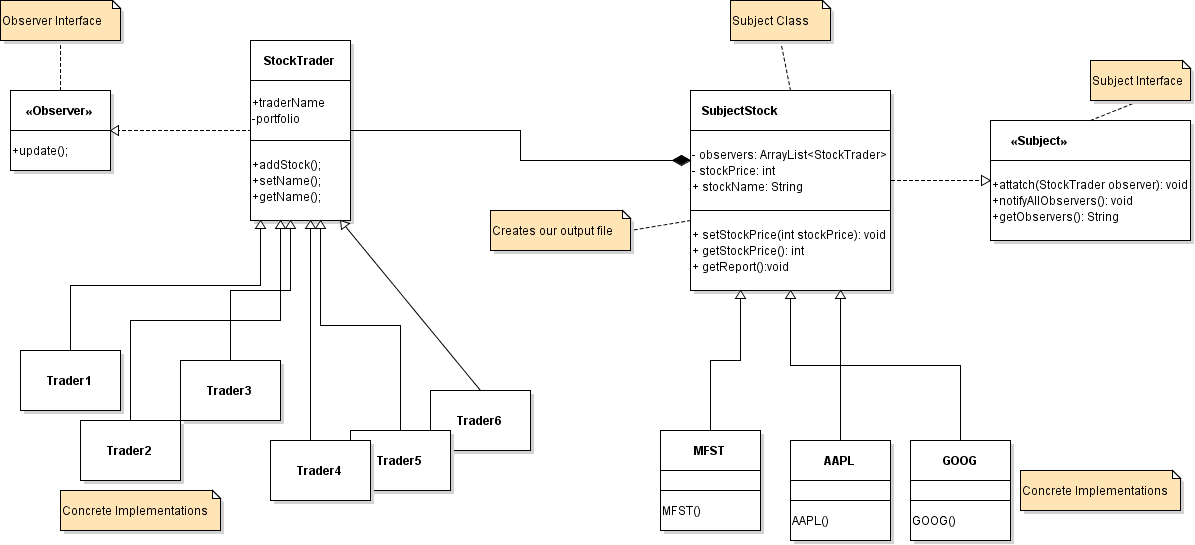 Observer Interface
«Observer»
+update();
StockTrader
+traderName
-portfolio
+addStock();
+setName();
+getName();
Trader1
Trader2
Trader3
Trader4
Trader5
Trader6
Concrete Implementations
Subject Class
SubjectStock
- observers: ArrayList<StockTrader>
- stockPrice: int
+ stockName: String
+ setStockPrice(int stockPrice): void
+ getStockPrice(): int
+ getReport():void
Creates our output file
Subject Interface
«Subject»
+attatch(StockTrader observer): void
+notifyAllObservers(): void
+getObservers(): String
MFST
MFST()
AAPL
AAPL()
GOOG
GOOG()
Concrete Implementations